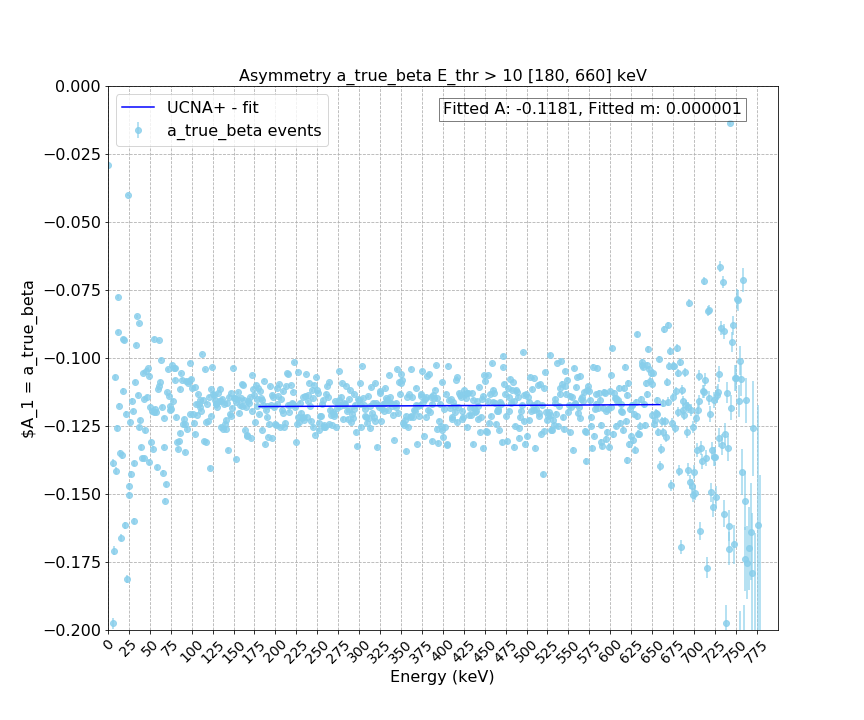 Asymmetry a_true_beta E_thr > 10 [180, 660] keV
UCNA+ - fit
a_true_beta events
Fitted A: -0.1181, Fitted m: 0.000001
0.000
−0.025
−0.050
−0.075
−0.100
−0.125
−0.150
−0.175
−0.200
$A_1 = a_true_beta
0 25 50 75 100 125 150 175 200 225 250 275 300 325 350 375 400 425 450 475 500 525 550 575 600 625 650 675 700 725 750 775
Energy (keV)